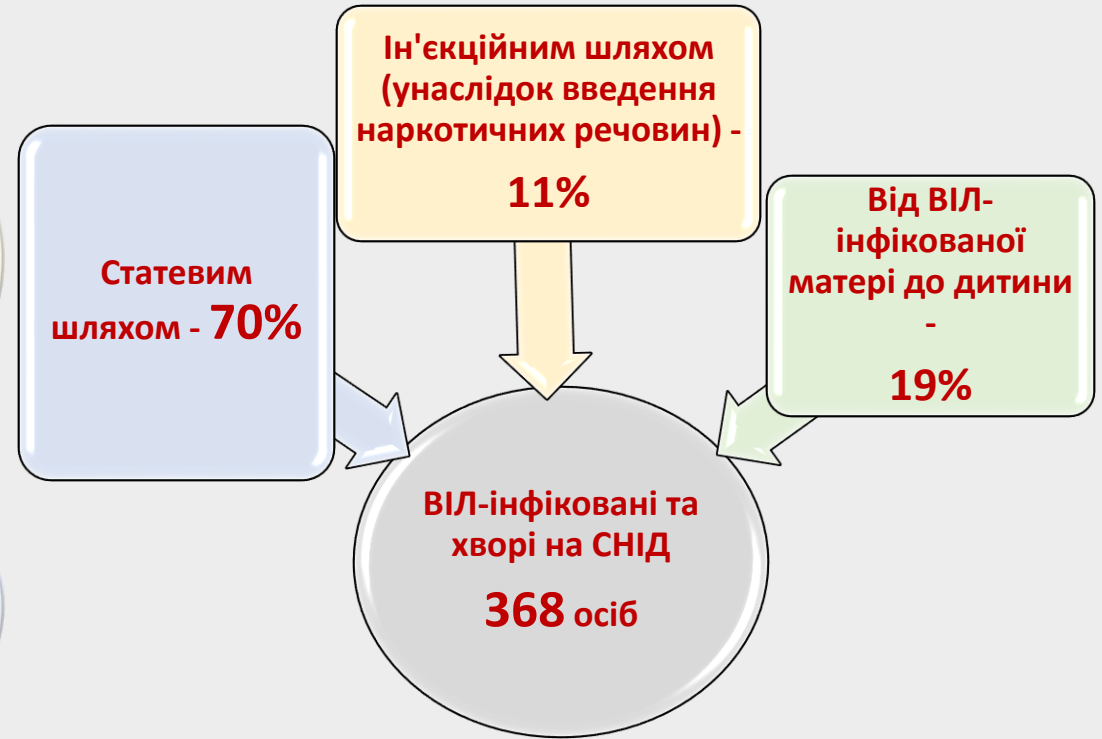 Ін'єкційним шляхом
(унаслідок введення
наркотичних речовин) -
11%
Статевим
шляхом - 70%
Від ВІЛ-
інфікованої
матері до дитини
-
19%
ВІЛ-інфіковані та
хворі на СНІД
368 осіб